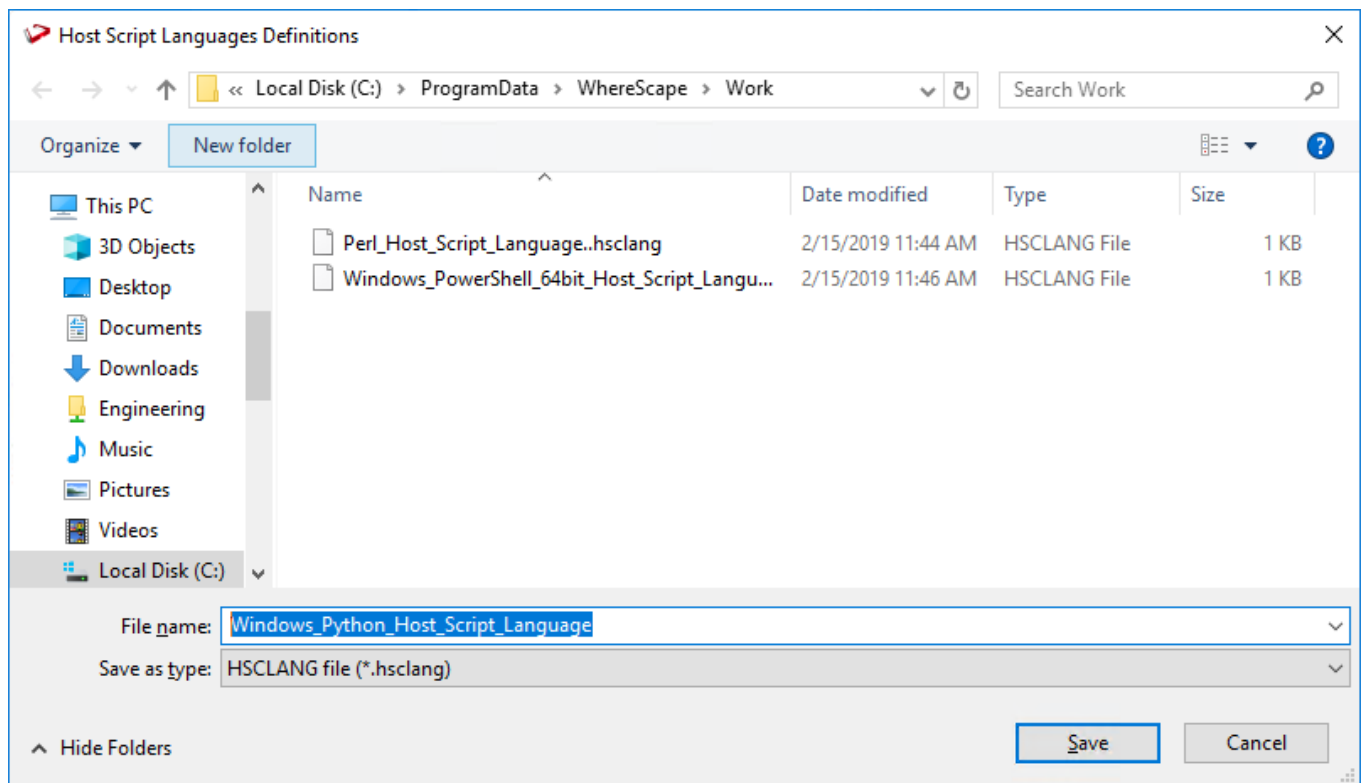 Host Script Languages Definitions
« Local Disk (C:) › ProgramData › WhereScape › Work
Search Work
Organize
New folder
?
This PC
3D Objects
Desktop
Documents
Downloads
Engineering
Music
Pictures
Videos
Local Disk (C:)
Name Date modified Type Size
Perl_Host_Script_Language..hsclang 2/15/2019 11:44 AM HSCLANG File 1 KB
Windows_PowerShell_64bit_Host_Script_Langu... 2/15/2019 11:46 AM HSCLANG File 1 KB
File name: Windows_Python_Host_Script_Language
Save as type: HSCLANG file (*.hsclang)
Hide Folders
Save
Cancel